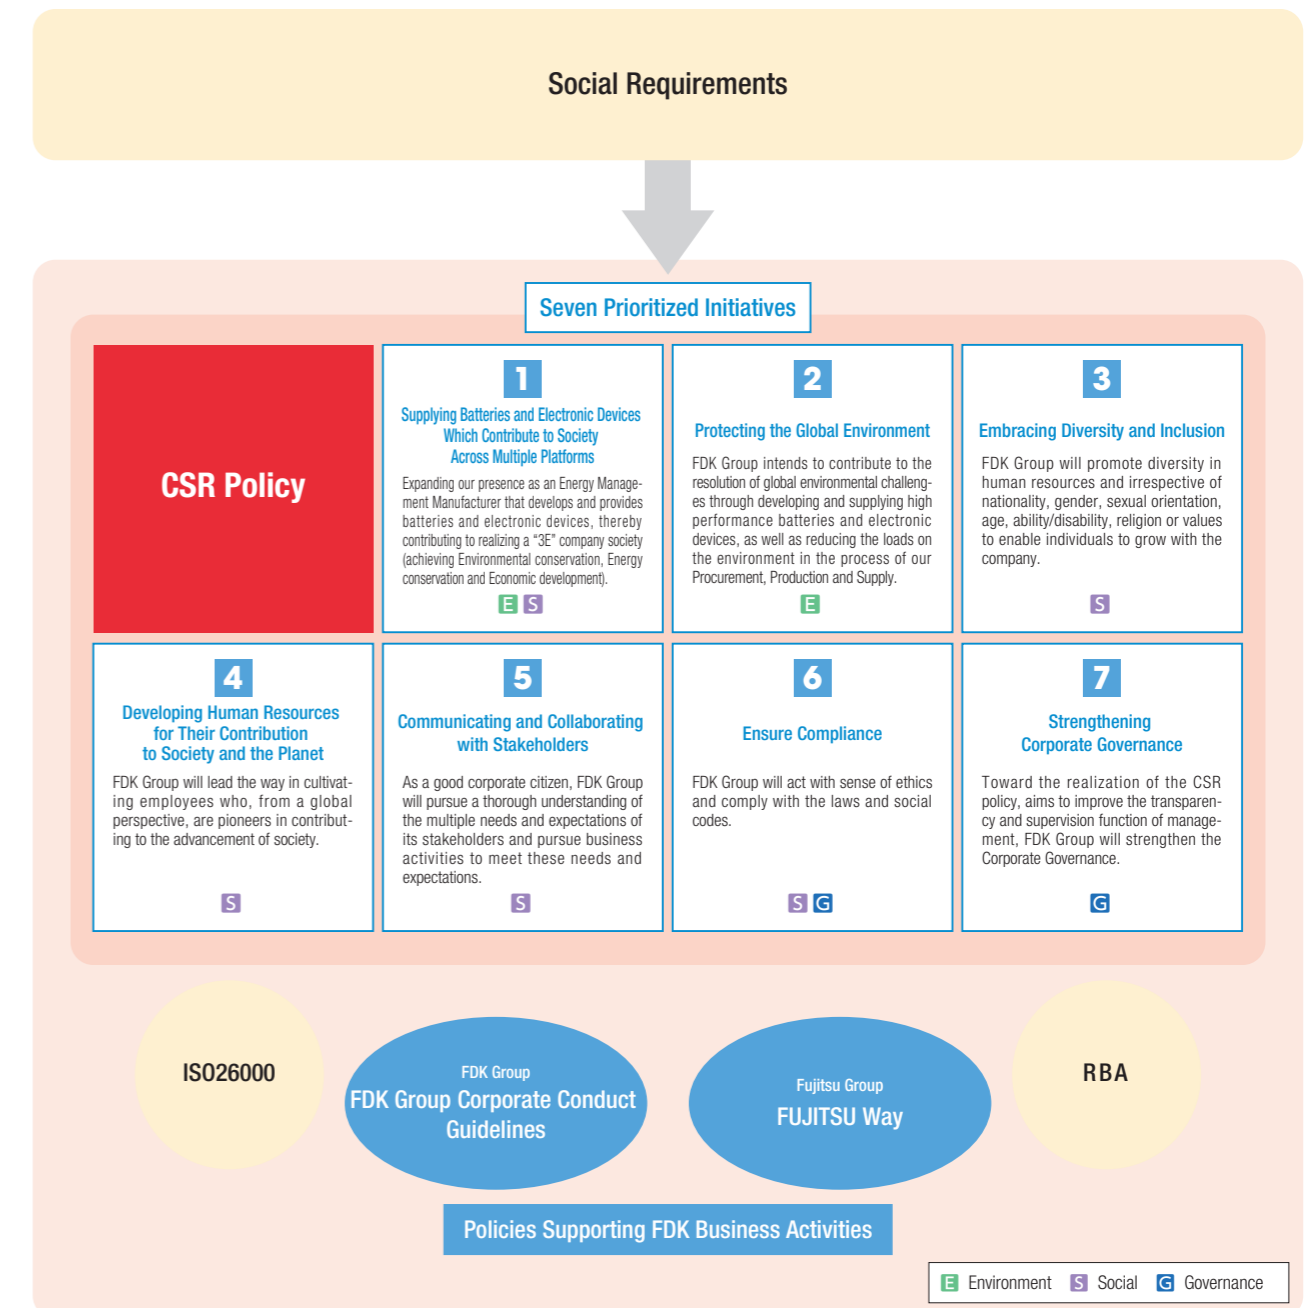 Social Requirements
Seven Prioritized Initiatives
CSR Policy
1
Supplying Batteries and Electronic Devices
Which Contribute to Society
Across Multiple Platforms
Expanding our presence as an Energy Manage-
ment Manufacturer that develops and provides
batteries and electronic devices, thereby
contributing to realizing a “3E” company society
(achieving Environmental conservation, Energy
conservation and Economic development).
E S
2
Protecting the Global Environment
FDK Group intends to contribute to the
resolution of global environmental challeng-
es through developing and supplying high
performance batteries and electronic
devices, as well as reducing the loads on
the environment in the process of our
Procurement, Production and Supply.
E
3
Embracing Diversity and Inclusion
FDK Group will promote diversity in
human resources and irrespective of
nationality, gender, sexual orientation,
age, ability/disability, religion or values
to enable individuals to grow with the
company.
S
4
Developing Human Resources
for Their Contribution
to Society and the Planet
FDK Group will lead the way in cultivat-
ing employees who, from a global
perspective, are pioneers in contribut-
ing to the advancement of society.
S
5
Communicating and Collaborating
with Stakeholders
As a good corporate citizen, FDK Group
will pursue a thorough understanding of
the multiple needs and expectations of
its stakeholders and pursue business
activities to meet these needs and
expectations.
S
6
Ensure Compliance
FDK Group will act with sense of ethics
and comply with the laws and social
codes.
S G
7
Strengthening
Corporate Governance
Toward the realization of the CSR
policy, aims to improve the transparen-
cy and supervision function of manage-
ment, FDK Group will strengthen the
Corporate Governance.
G
ISO26000
FDK Group
FDK Group Corporate Conduct
Guidelines
Fujitsu Group
FUJITSU Way
RBA
Policies Supporting FDK Business Activities
E Environment S Social G Governance